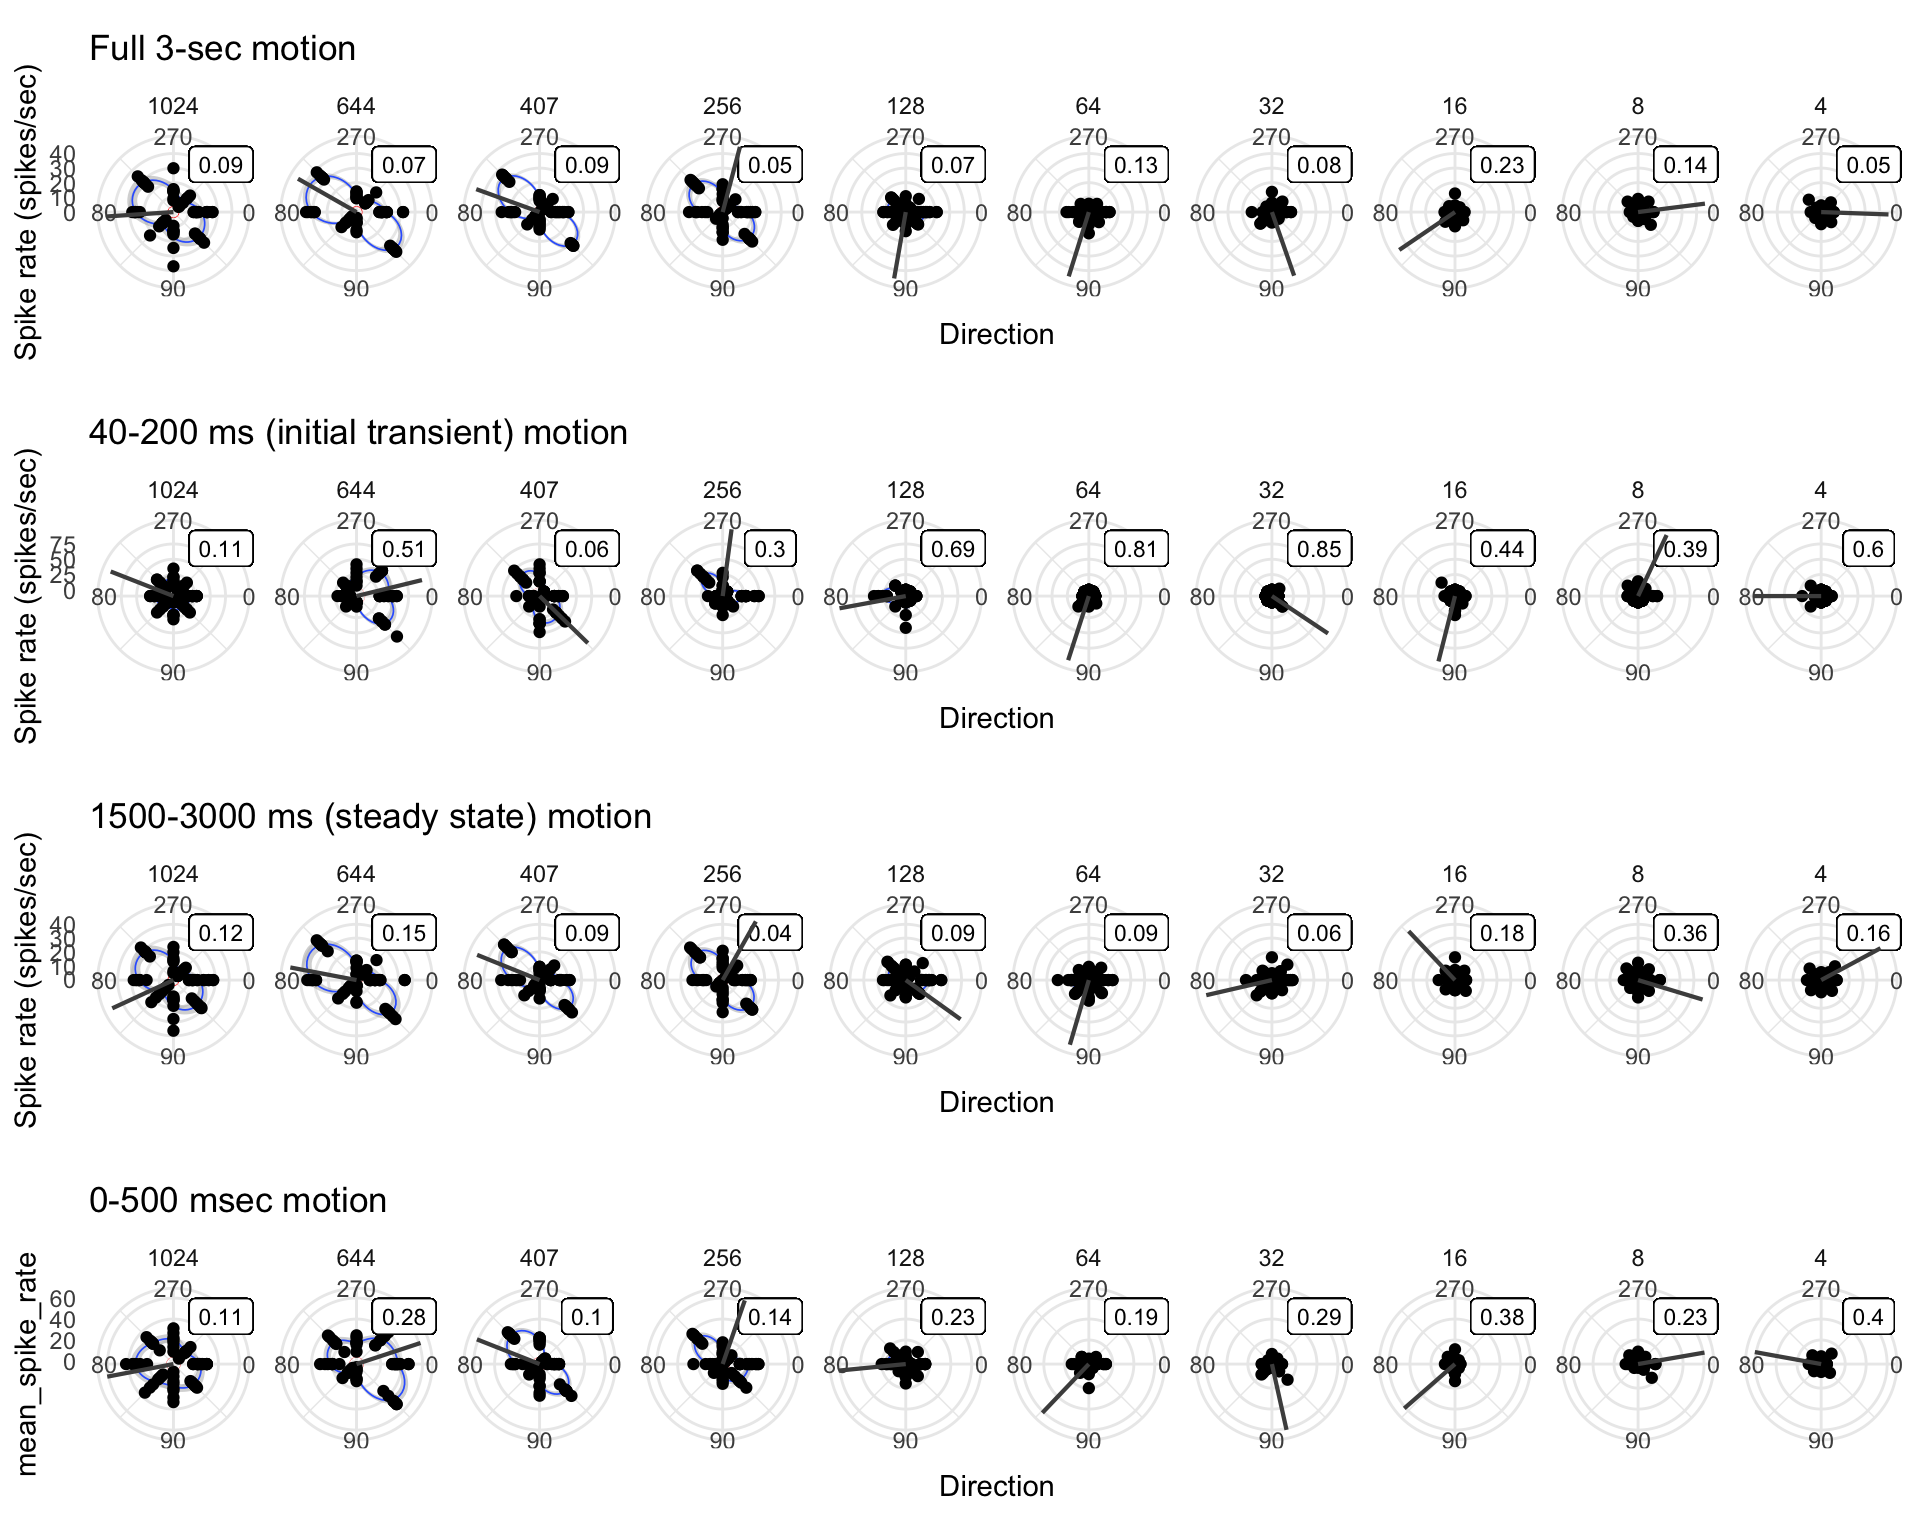 Full 3-sec motion
1024 644 407 256 128 64 32 16 8 4
270 270 270 270 270 270 270 270 270 270
0.09 0.07 0.09 0.05 0.07 0.13 0.08 0.23 0.14 0.05
40
30
20
10
0
80 0 80 0 80 0 80 0 80 0 80 0 80 0 80 0 80 0 80 0
90 90 90 90 90 90 90 90 90 90
Spike rate (spikes/sec)
Direction
40-200 ms (initial transient) motion
1024 644 407 256 128 64 32 16 8 4
270 270 270 270 270 270 270 270 270 270
0.11 0.51 0.06 0.3 0.69 0.81 0.85 0.44 0.39 0.6
75
50
25
0
80 0 80 0 80 0 80 0 80 0 80 0 80 0 80 0 80 0 80 0
90 90 90 90 90 90 90 90 90 90
Spike rate (spikes/sec)
Direction
1500-3000 ms (steady state) motion
1024 644 407 256 128 64 32 16 8 4
270 270 270 270 270 270 270 270 270 270
0.12 0.15 0.09 0.04 0.09 0.09 0.06 0.18 0.36 0.16
40
30
20
10
0
80 0 80 0 80 0 80 0 80 0 80 0 80 0 80 0 80 0 80 0
90 90 90 90 90 90 90 90 90 90
Spike rate (spikes/sec)
Direction
0-500 msec motion
1024 644 407 256 128 64 32 16 8 4
270 270 270 270 270 270 270 270 270 270
0.11 0.28 0.1 0.14 0.23 0.19 0.29 0.38 0.23 0.4
60
40
20
0
80 0 80 0 80 0 80 0 80 0 80 0 80 0 80 0 80 0 80 0
90 90 90 90 90 90 90 90 90 90
mean_spike_rate
Direction